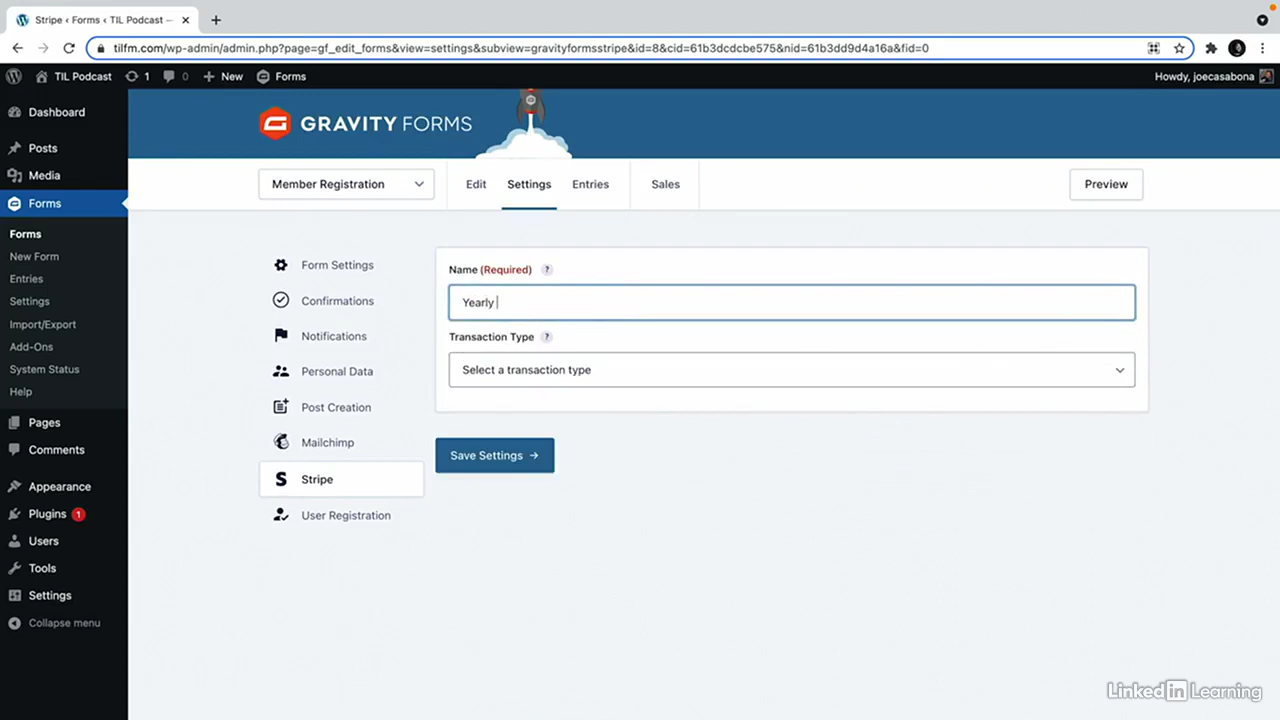 Stripe ‹ Forms ‹ TIL Podcast —
tilfm.com/wp-admin/admin.php?page=gf_edit_forms&view=settings&subview=gravityformsstripe&id=8&cid=61b3dcdcbe575&nid=61b3dd9d4a16a&fid=0
TIL Podcast 1 0 New Forms Howdy, joecasabona
Dashboard
Posts
Media
Forms
Forms
New Form
Entries
Settings
Import/Export
Add-Ons
System Status
Help
Pages
Comments
Appearance
Plugins 1
Users
Tools
Settings
Collapse menu
GRAVITY FORMS
Member Registration Edit Settings Entries Sales Preview
Form Settings
Confirmations
Notifications
Personal Data
Post Creation
Mailchimp
S Stripe
User Registration
Name (Required) ?
Yearly
Transaction Type ?
Select a transaction type
Save Settings →
Linked in Learning